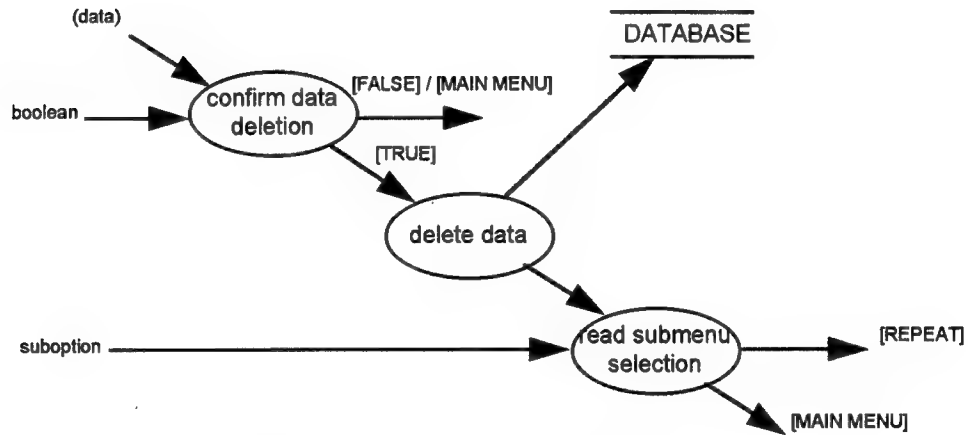 (data)
DATABASE
confirm data
deletion
[FALSE] / [MAIN MENU]
boolean
[TRUE]
delete data
read submenu
selection
suboption
[REPEAT]
[MAIN MENU]